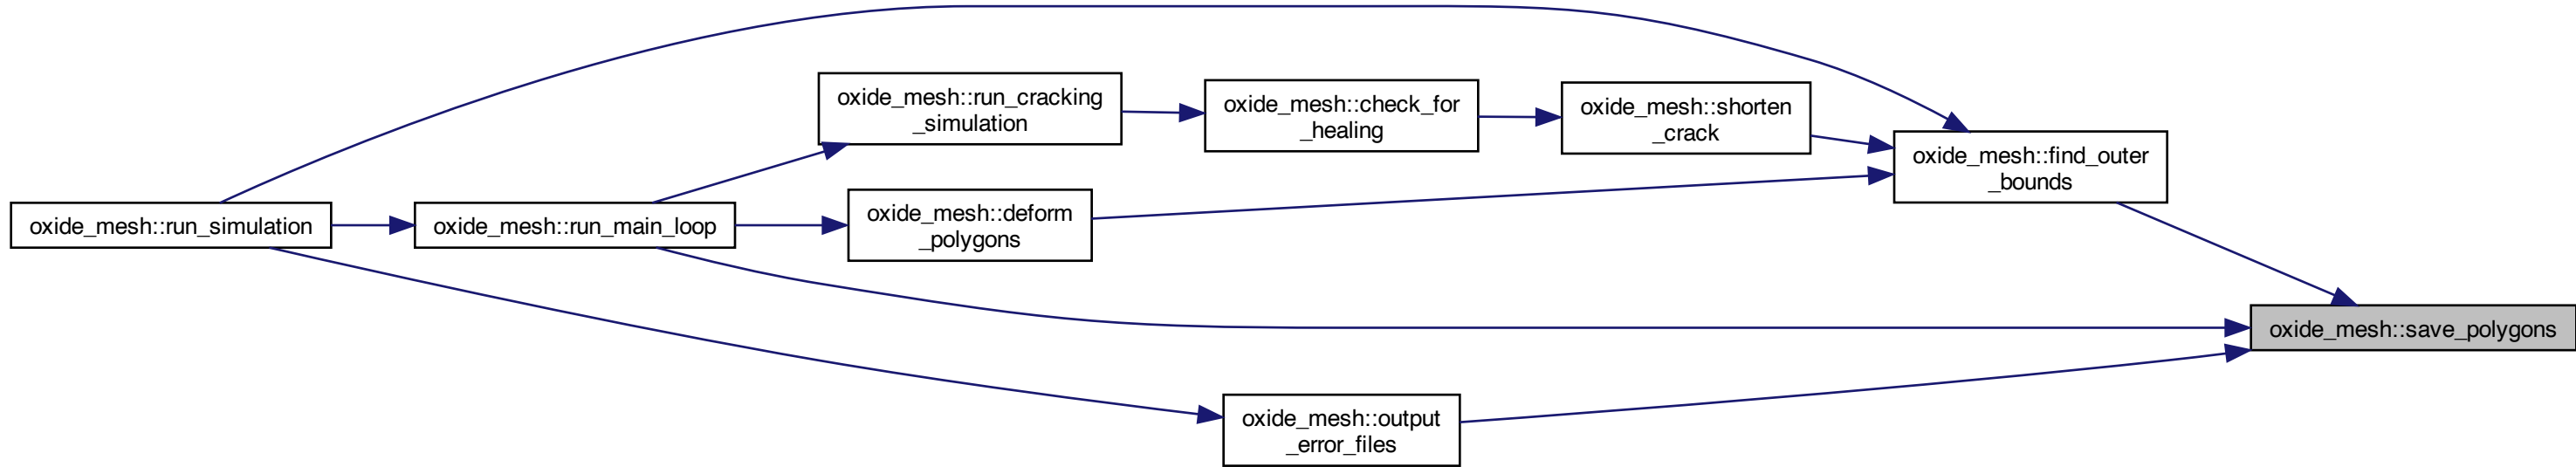 oxide_mesh::run_simulation
oxide_mesh::run_main_loop
oxide_mesh::run_cracking
_simulation
oxide_mesh::deform
_polygons
oxide_mesh::check_for
_healing
oxide_mesh::output
_error_files
oxide_mesh::shorten
_crack
oxide_mesh::find_outer
_bounds
oxide_mesh::save_polygons